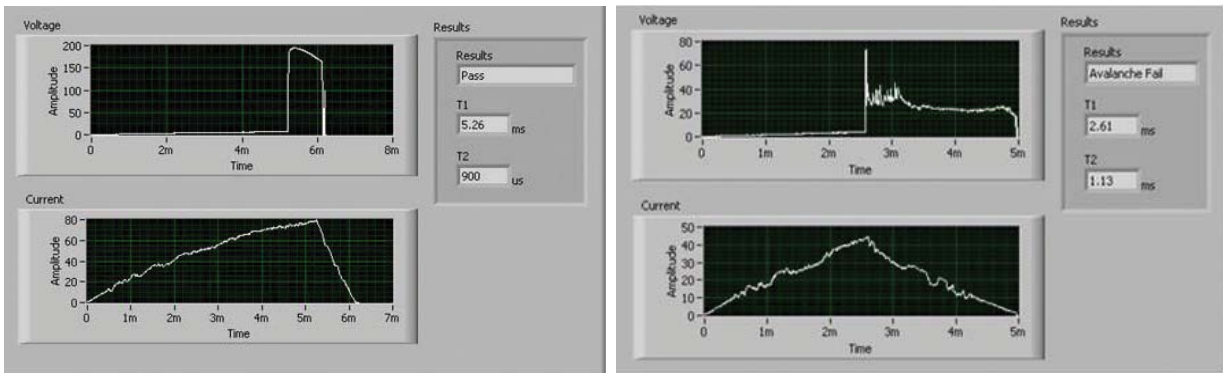 Voltage
Amplitude
200
150
100
50
0
0 2m 4m 6m 8m
Time
Results
Results
Pass
T1
5.26 ms
T2
900 us
Current
Amplitude
80
60
40
20
0
0 1m 2m 3m 4m 5m 6m 7m
Time
Voltage
Amplitude
80
60
40
20
0
0 1m 2m 3m 4m 5m
Time
Results
Results
Avalanche Fail
T1
2.61 ms
T2
1.13 ms
Current
Amplitude
50
40
30
20
10
0
0 1m 2m 3m 4m 5m
Time